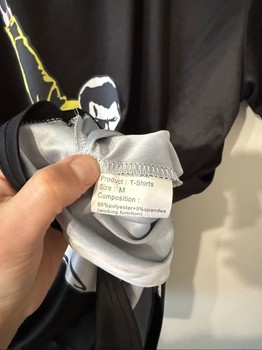 Product : T-Shirts
Size : M
Composition :
95%polyester+5%spandex
(wicking function)